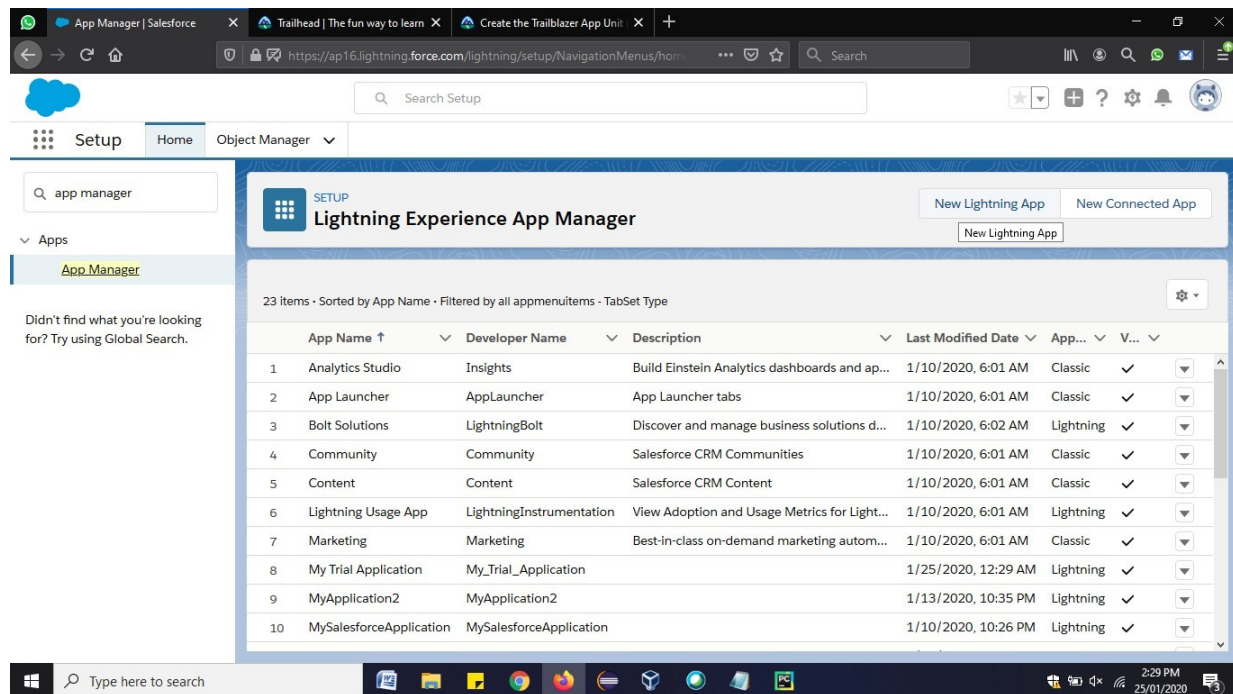 App Manager | Salesforce
Trailhead | The fun way to learn
Create the Trailblazer App Unit
https://ap16.lightning.force.com/lightning/setup/NavigationMenus/hom
Search
Search Setup
Setup
Home
Object Manager
app manager
Apps
App Manager
Didn't find what you're looking
for? Try using Global Search.
SETUP
Lightning Experience App Manager
New Lightning App
New Connected App
New Lightning App
23 items • Sorted by App Name • Filtered by all appmenuitems - TabSet Type
App Name ↑ Developer Name Description Last Modified Date App... V...
1 Analytics Studio Insights Build Einstein Analytics dashboards and ap... 1/10/2020, 6:01 AM Classic
2 App Launcher AppLauncher App Launcher tabs 1/10/2020, 6:01 AM Classic
3 Bolt Solutions LightningBolt Discover and manage business solutions d... 1/10/2020, 6:02 AM Lightning
4 Community Community Salesforce CRM Communities 1/10/2020, 6:01 AM Classic
5 Content Content Salesforce CRM Content 1/10/2020, 6:01 AM Classic
6 Lightning Usage App LightningInstrumentation View Adoption and Usage Metrics for Light... 1/10/2020, 6:01 AM Lightning
7 Marketing Marketing Best-in-class on-demand marketing autom... 1/10/2020, 6:01 AM Classic
8 My Trial Application My_Trial_Application 1/25/2020, 12:29 AM Lightning
9 MyApplication2 MyApplication2 1/13/2020, 10:35 PM Lightning
10 MySalesforceApplication MySalesforceApplication 1/10/2020, 10:26 PM Lightning
Type here to search
PC
2:29 PM
25/01/2020
3